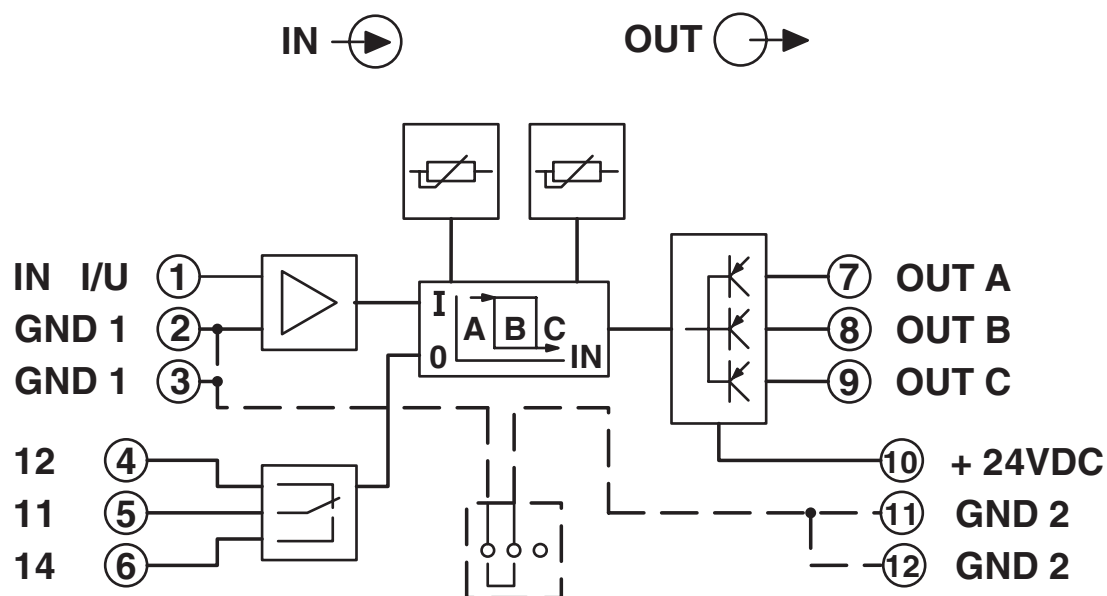 IN OUT
IN I/U 1
GND 1 2
GND 1 3
I
0
A B C
IN
7 OUT A
8 OUT B
9 OUT C
12 4
11 5
14 6
10 + 24VDC
11 GND 2
12 GND 2